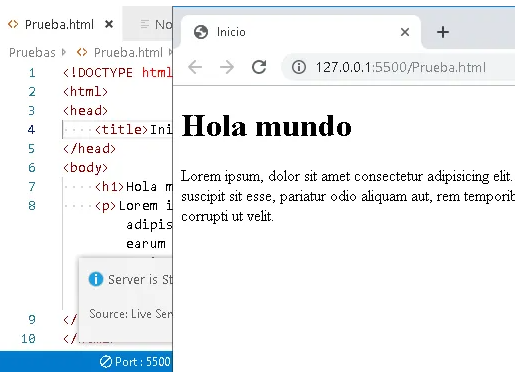 Prueba.html
Pruebas
Prueba.html
1 <!DOCTYPE html
2 <html>
3 <head>
4 <title>Ini
5 </head>
6 <body>
7 <h1>Hola m
8 <p>Lorem i
adipis
earum
9 </
10
Server is St
Source: Live Ser
Port : 5500
Inicio
127.0.0.1:5500/Prueba.html
Hola mundo
Lorem ipsum, dolor sit amet consectetur adipisicing elit.
suscipit sit esse, pariatur odio aliquam aut, rem temporib
corrupti ut velit.